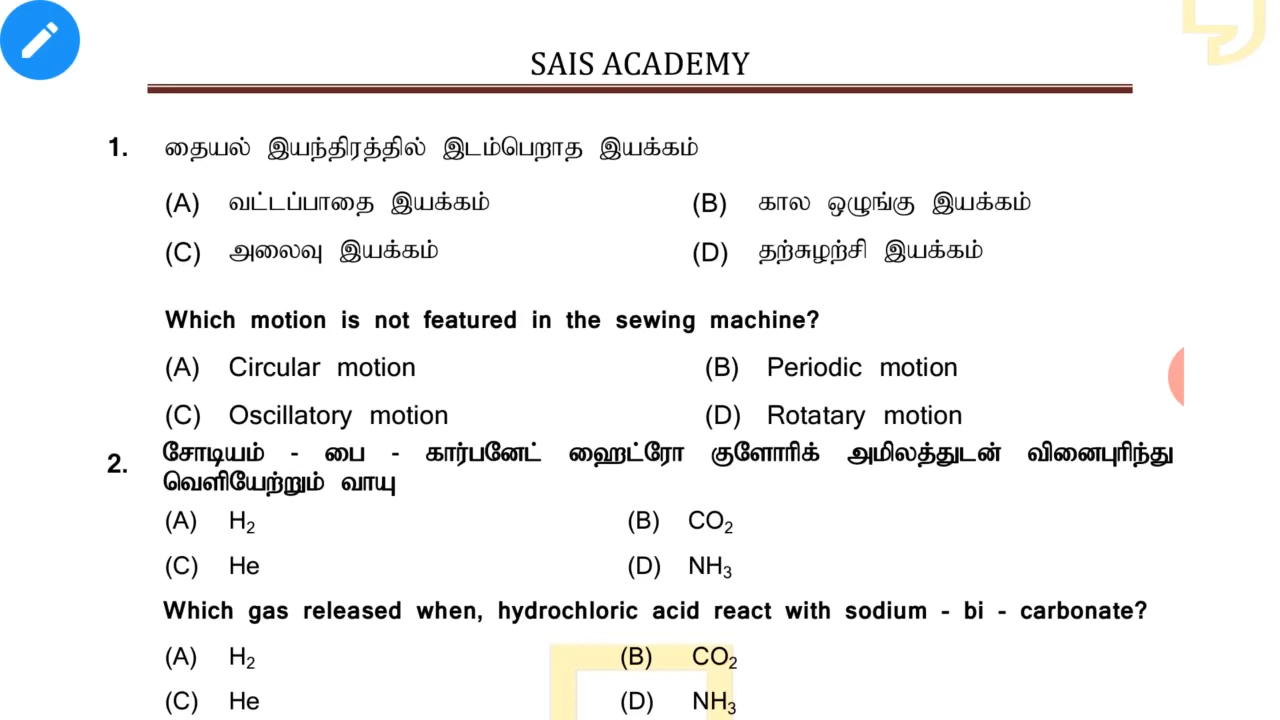 SAIS ACADEMY
1. தையல் இயந்திரத்தில் இடம்பெறாத இயக்கம்
(A) வட்டப்பாதை இயக்கம் (B) கால ஒழுங்கு இயக்கம்
(C) அலைவு இயக்கம் (D) தற்சுழற்சி இயக்கம்
Which motion is not featured in the sewing machine?
(A) Circular motion (B) Periodic motion
(C) Oscillatory motion (D) Rotatary motion
2. சோடியம் - பை - கார்பனேட் ஹைட்ரோ குளோரிக் அமிலத்துடன் வினைபுரிந்து
வெளியேற்றும் வாயு
(A) H₂ (B) CO₂
(C) He (D) NH₃
Which gas released when, hydrochloric acid react with sodium - bi - carbonate?
(A) H₂ (B) CO₂
(C) He (D) NH₃